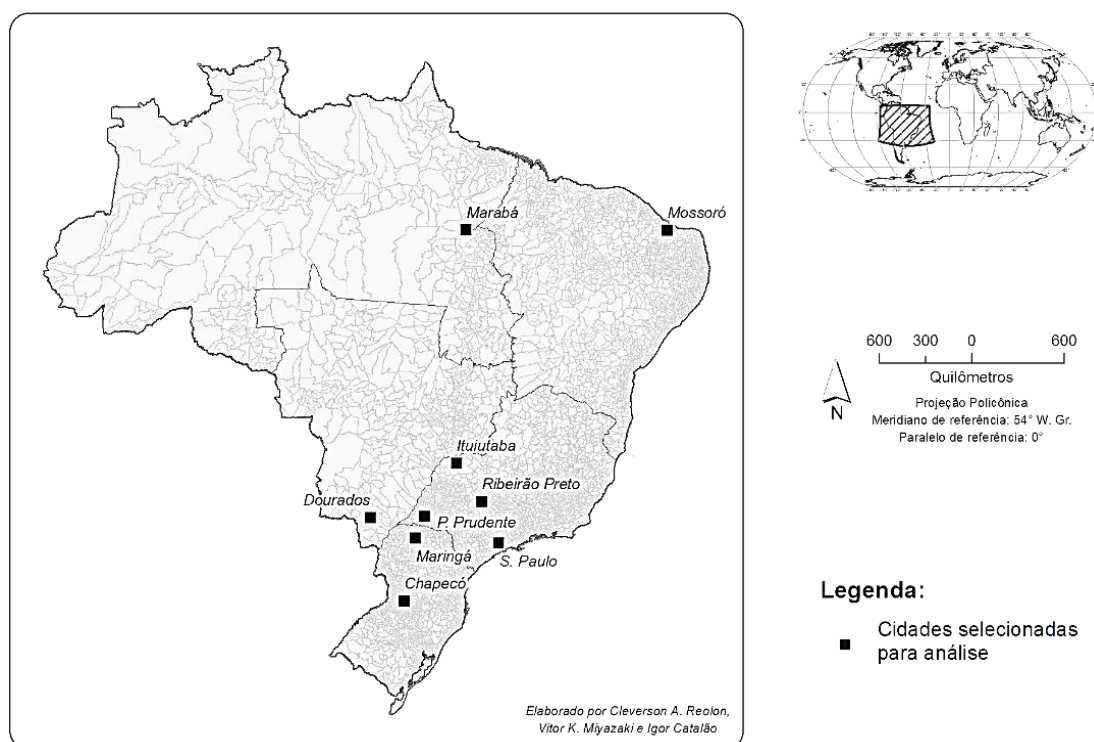 Marabá
Mossoró
Ituiutaba
Ribeirão Preto
Dourados
P. Prudente
Maringá
S. Paulo
Chapecó
Elaborado por Cleverson A. Reolon,
Vitor K. Miyazaki e Igor Catalão
600 300 0 600
Quilômetros
N
Projeção Policônica
Meridiano de referência: 54° W. Gr.
Paralelo de referência: 0°
Legenda:
Cidades selecionadas
para análise